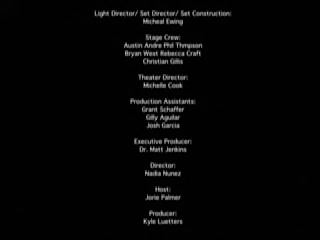 Light Director/ Set Director/ Set Construction:
Micheal Ewing
Stage Crew:
Austin Andre Phil Thmpson
Bryan West Rebecca Craft
Christian Gillis
Theater Director:
Michelle Cook
Production Assistants:
Grant Schaffer
Gilly Aguilar
Josh Garcia
Executive Producer:
Dr. Matt Jenkins
Director:
Nadia Nunez
Host:
Jorie Palmer
Producer:
Kyle Luetters